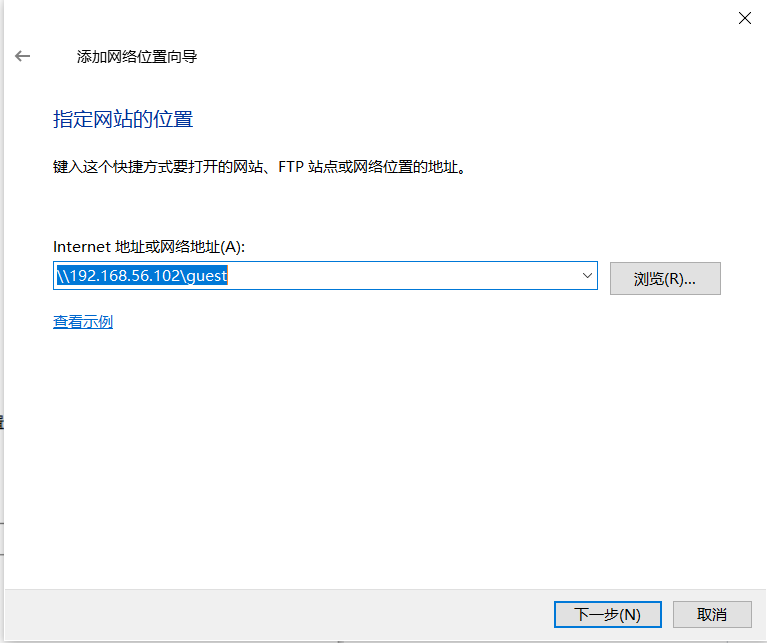 添加网络位置向导
指定网站的位置
键入这个快捷方式要打开的网站、FTP 站点或网络位置的地址。
Internet 地址或网络地址(A):
\\192.168.56.102\guest
浏览(R)...
查看示例
下一步(N)
取消